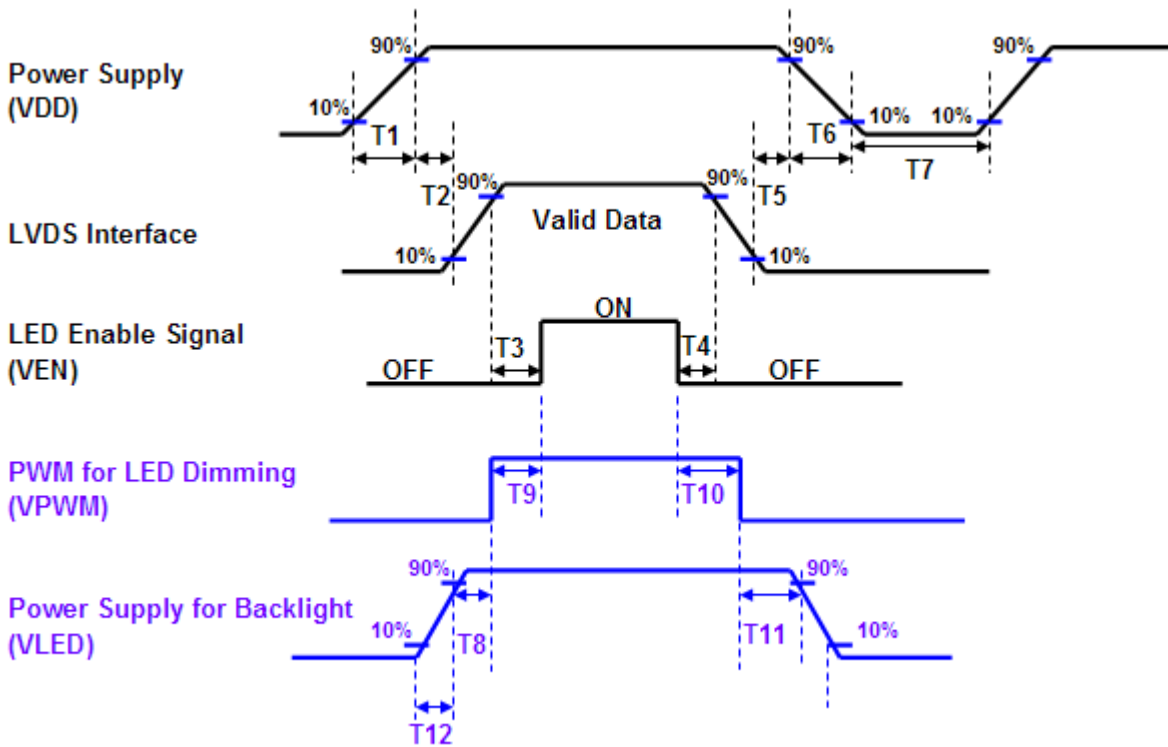 90% 90% 90%
Power Supply
(VDD)
10% 10% 10%
T1 T6
T7
T2 90% 90% T5
Valid Data
LVDS Interface
10% 10%
ON
LED Enable Signal
(VEN)
T3 T4
OFF OFF
PWM for LED Dimming
(VPWM)
T9 T10
90% 90%
Power Supply for Backlight
(VLED)
10% T8 T11 10%
T12